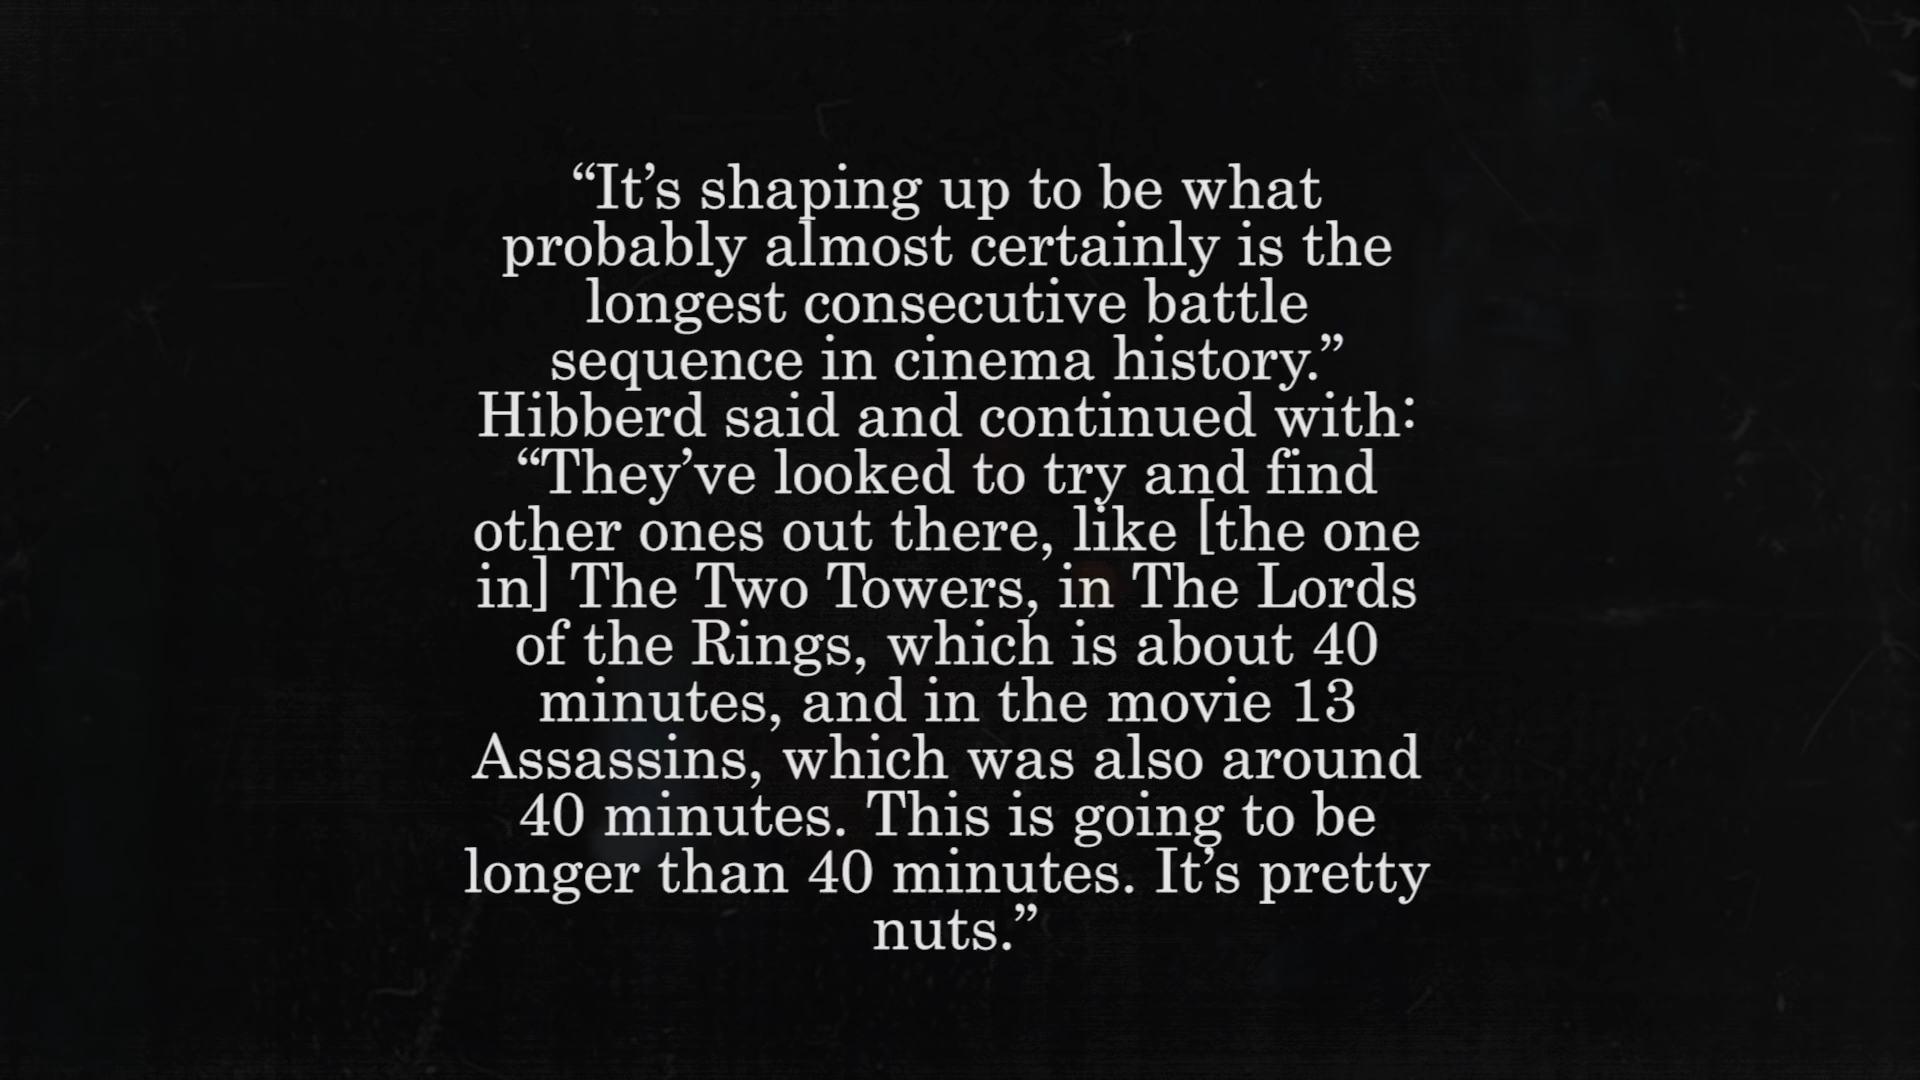 “It’s shaping up to be what
probably almost certainly is the
longest consecutive battle
sequence in cinema history.”
Hibberd said and continued with:
“They’ve looked to try and find
other ones out there, like [the one
in] The Two Towers, in The Lords
of the Rings, which is about 40
minutes, and in the movie 13
Assassins, which was also around
40 minutes. This is going to be
longer than 40 minutes. It’s pretty
nuts.”